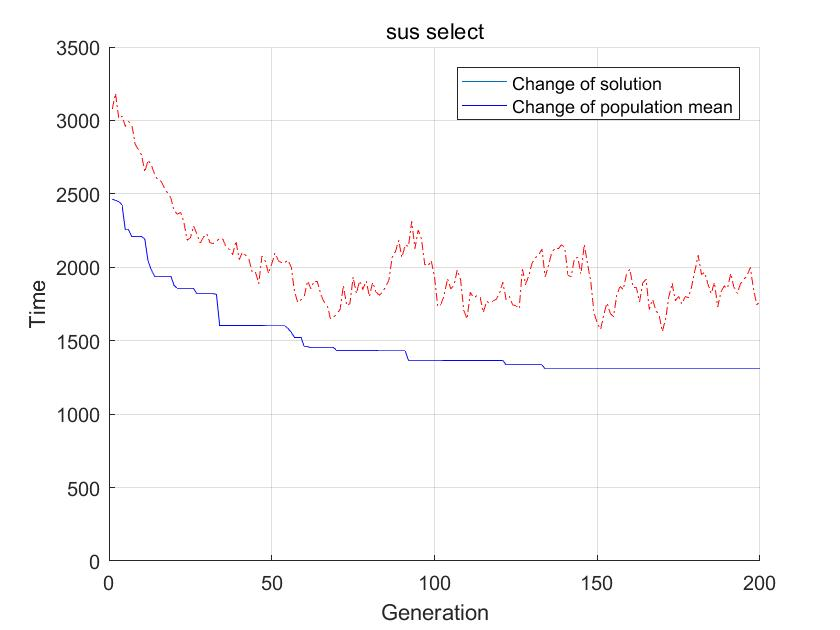 sus select
3500
3000
2500
2000
1500
1000
500
0
Time
0 50 100 150 200
Generation
Change of solution
Change of population mean